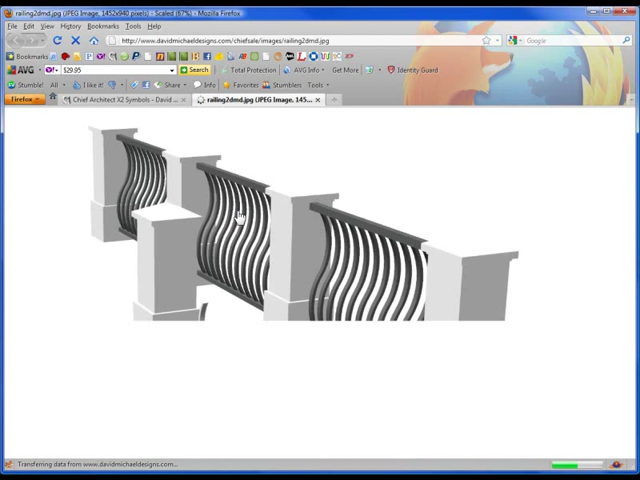 railing2dmd.jpg (JPEG Image, 1452x940 pixels) - Scaled (67%) - Mozilla Firefox
File Edit View History Bookmarks Tools Help
http://www.davidmichaeldesigns.com/chiefsale/images/railing2dmd.jpg Google
Bookmarks
AVG $29.95 Search Total Protection AVG Info Get More Identity Guard
Stumble! All I like it! Share Info Favorites Stumblers Tools
Firefox Chief Architect X2 Symbols - David ... railing2dmd.jpg (JPEG Image, 145...
Transferring data from www.davidmichaeldesigns.com...